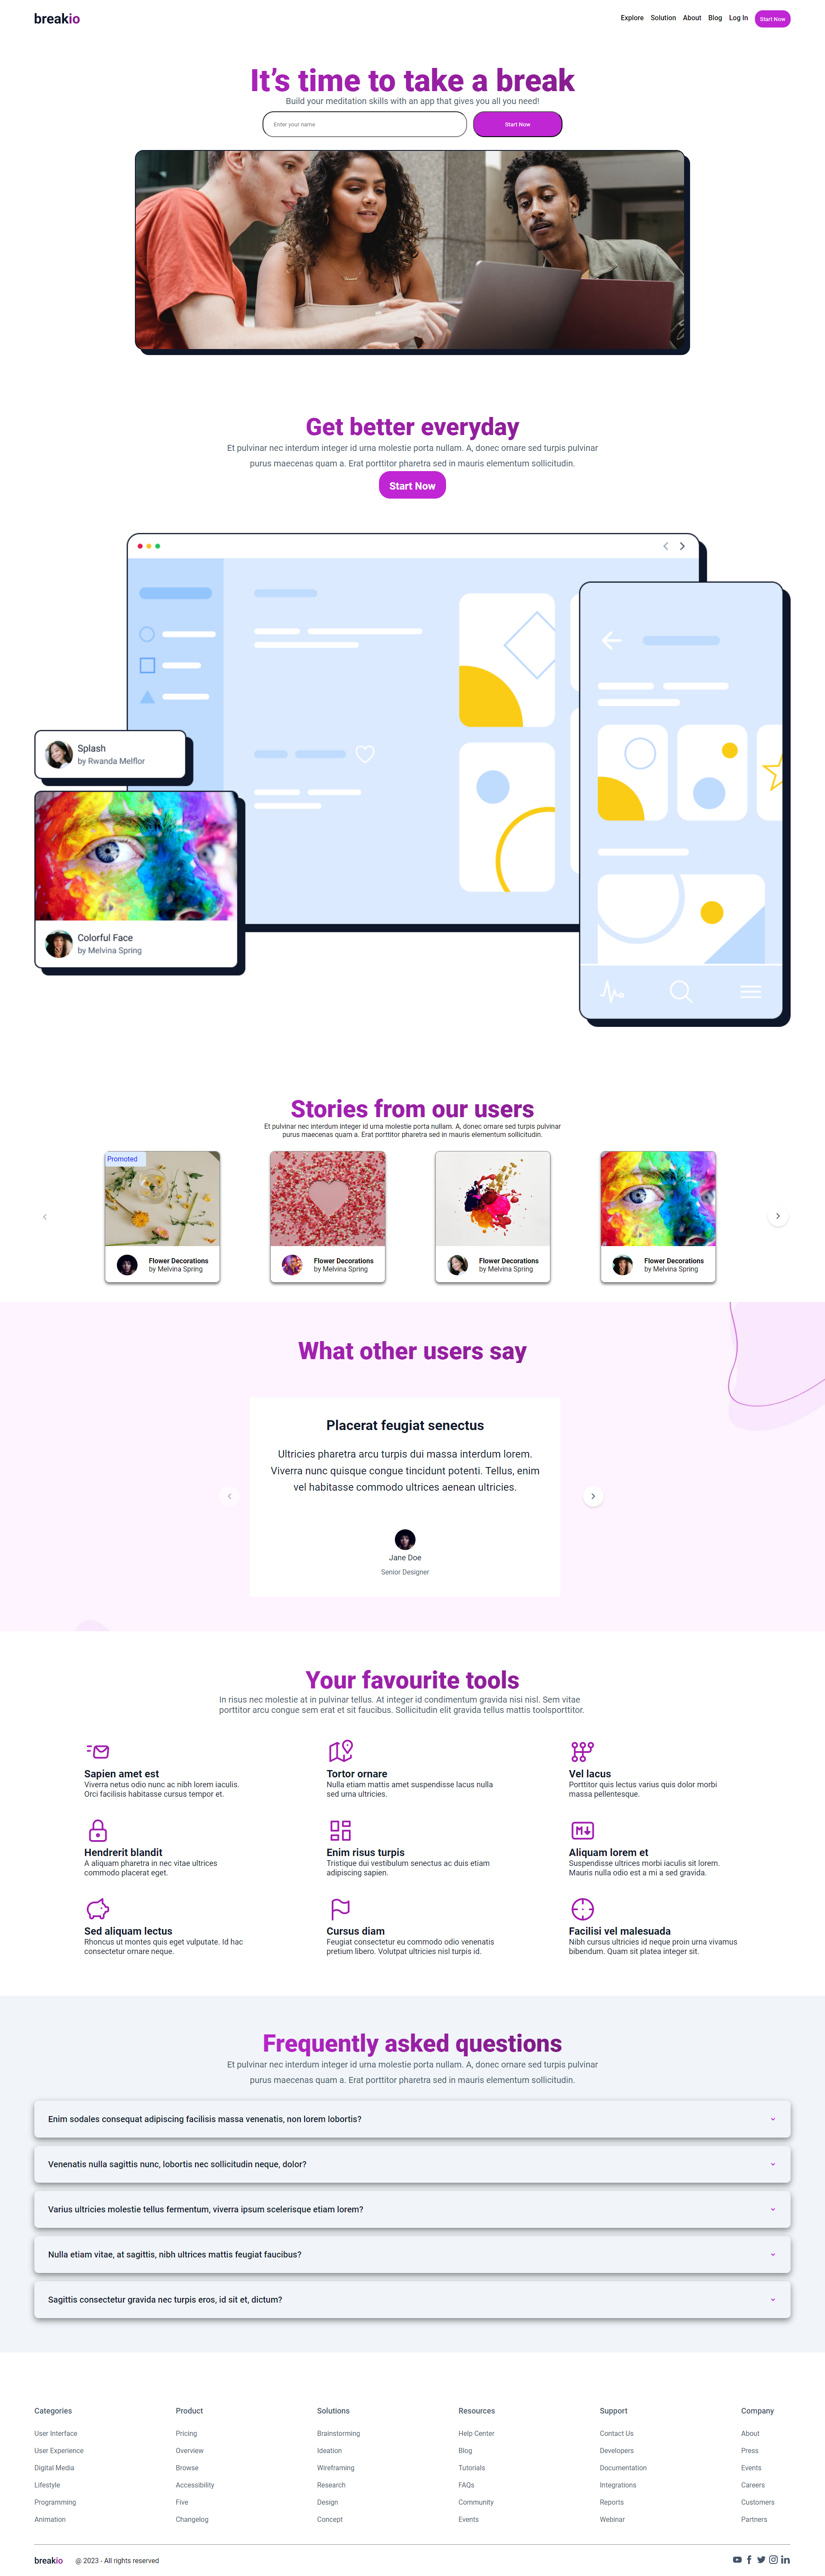 breakio
Explore Solution About Blog Log In Start Now
It's time to take a break
Build your meditation skills with an app that gives you all you need!
Enter your name Start Now
Get better everyday
Et pulvinar nec interdum integer id urna molestie porta nullam. A, donec ornare sed turpis pulvinar
purus maecenas quam a. Erat porttitor pharetra sed in mauris elementum sollicitudin.
Start Now
Splash
by Rwanda Melflor
Colorful Face
by Melvina Spring
Stories from our users
Et pulvinar nec interdum integer id urna molestie porta nullam. A, donec ornare sed turpis pulvinar
purus maecenas quam a. Erat porttitor pharetra sed in mauris elementum sollicitudin.
Promoted
Flower Decorations Flower Decorations Flower Decorations Flower Decorations
by Melvina Spring by Melvina Spring by Melvina Spring by Melvina Spring
What other users say
Placerat feugiat senectus
Ultricies pharetra arcu turpis dui massa interdum lorem.
Viverra nunc quisque congue tincidunt potenti. Tellus, enim
vel habitasse commodo ultrices aenean ultricies.
Jane Doe
Senior Designer
Your favourite tools
In risus nec molestie at in pulvinar tellus. At integer id condimentum gravida nisi nisl. Sem vitae
porttitor arcu congue sem erat et sit faucibus. Sollicitudin elit gravida tellus mattis toolsporttitor.
Sapien amet est
Viverra netus odio nunc ac nibh lorem iaculis.
Orci facilisis habitasse cursus tempor et.
Tortor ornare
Nulla etiam mattis amet suspendisse lacus nulla
sed urna ultricies.
Vel lacus
Porttitor quis lectus varius quis dolor morbi
massa pellentesque.
Hendrerit blandit
A aliquam pharetra in nec vitae ultrices
commodo placerat eget.
Enim risus turpis
Tristique dui vestibulum senectus ac duis etiam
adipiscing sapien.
M
Aliquam lorem et
Suspendisse ultrices morbi iaculis sit lorem.
Mauris nulla odio est a mi a sed gravida.
Sed aliquam lectus
Rhoncus ut montes quis eget vulputate. Id hac
consectetur ornare neque.
Cursus diam
Feugiat consectetur eu commodo odio venenatis
pretium libero. Volutpat ultricies nisl turpis id.
Facilisi vel malesuada
Nibh cursus ultricies id neque proin urna vivamus
bibendum. Quam sit platea integer sit.
Frequently asked questions
Et pulvinar nec interdum integer id urna molestie porta nullam. A, donec ornare sed turpis pulvinar
purus maecenas quam a. Erat porttitor pharetra sed in mauris elementum sollicitudin.
Enim sodales consequat adipiscing facilisis massa venenatis, non lorem lobortis?
Venenatis nulla sagittis nunc, lobortis nec sollicitudin neque, dolor?
Varius ultricies molestie tellus fermentum, viverra ipsum scelerisque etiam lorem?
Nulla etiam vitae, at sagittis, nibh ultrices mattis feugiat faucibus?
Sagittis consectetur gravida nec turpis eros, id sit et, dictum?
Categories Product Solutions Resources Support Company
User Interface Pricing Brainstorming Help Center Contact Us About
User Experience Overview Ideation Blog Developers Press
Digital Media Browse Wireframing Tutorials Documentation Events
Lifestyle Accessibility Research FAQs Integrations Careers
Programming Five Design Community Reports Customers
Animation Changelog Concept Events Webinar Partners
breakio @ 2023 - All rights reserved